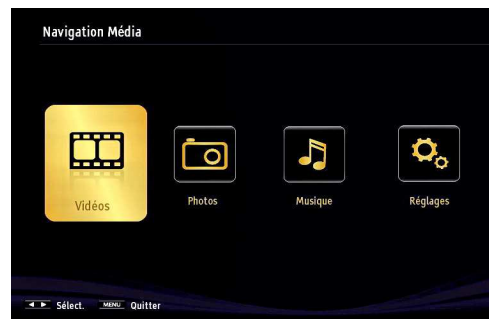 Navigation Média
Vidéos
Photos
Musique
Réglages
Sélect. MENU Quitter